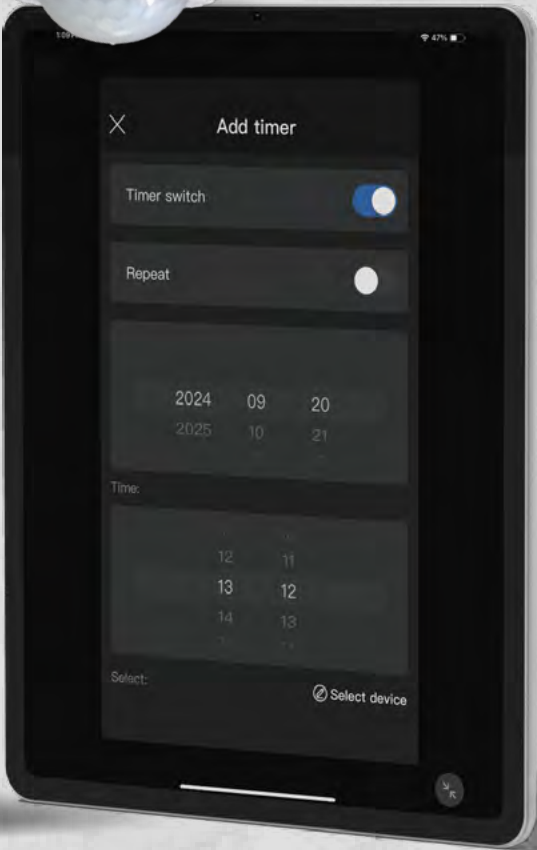 47%
Add timer
Timer switch
Repeat
2024 09 20
2025 10 21
Time:
12 11
13 12
14 13
Select:
Select device